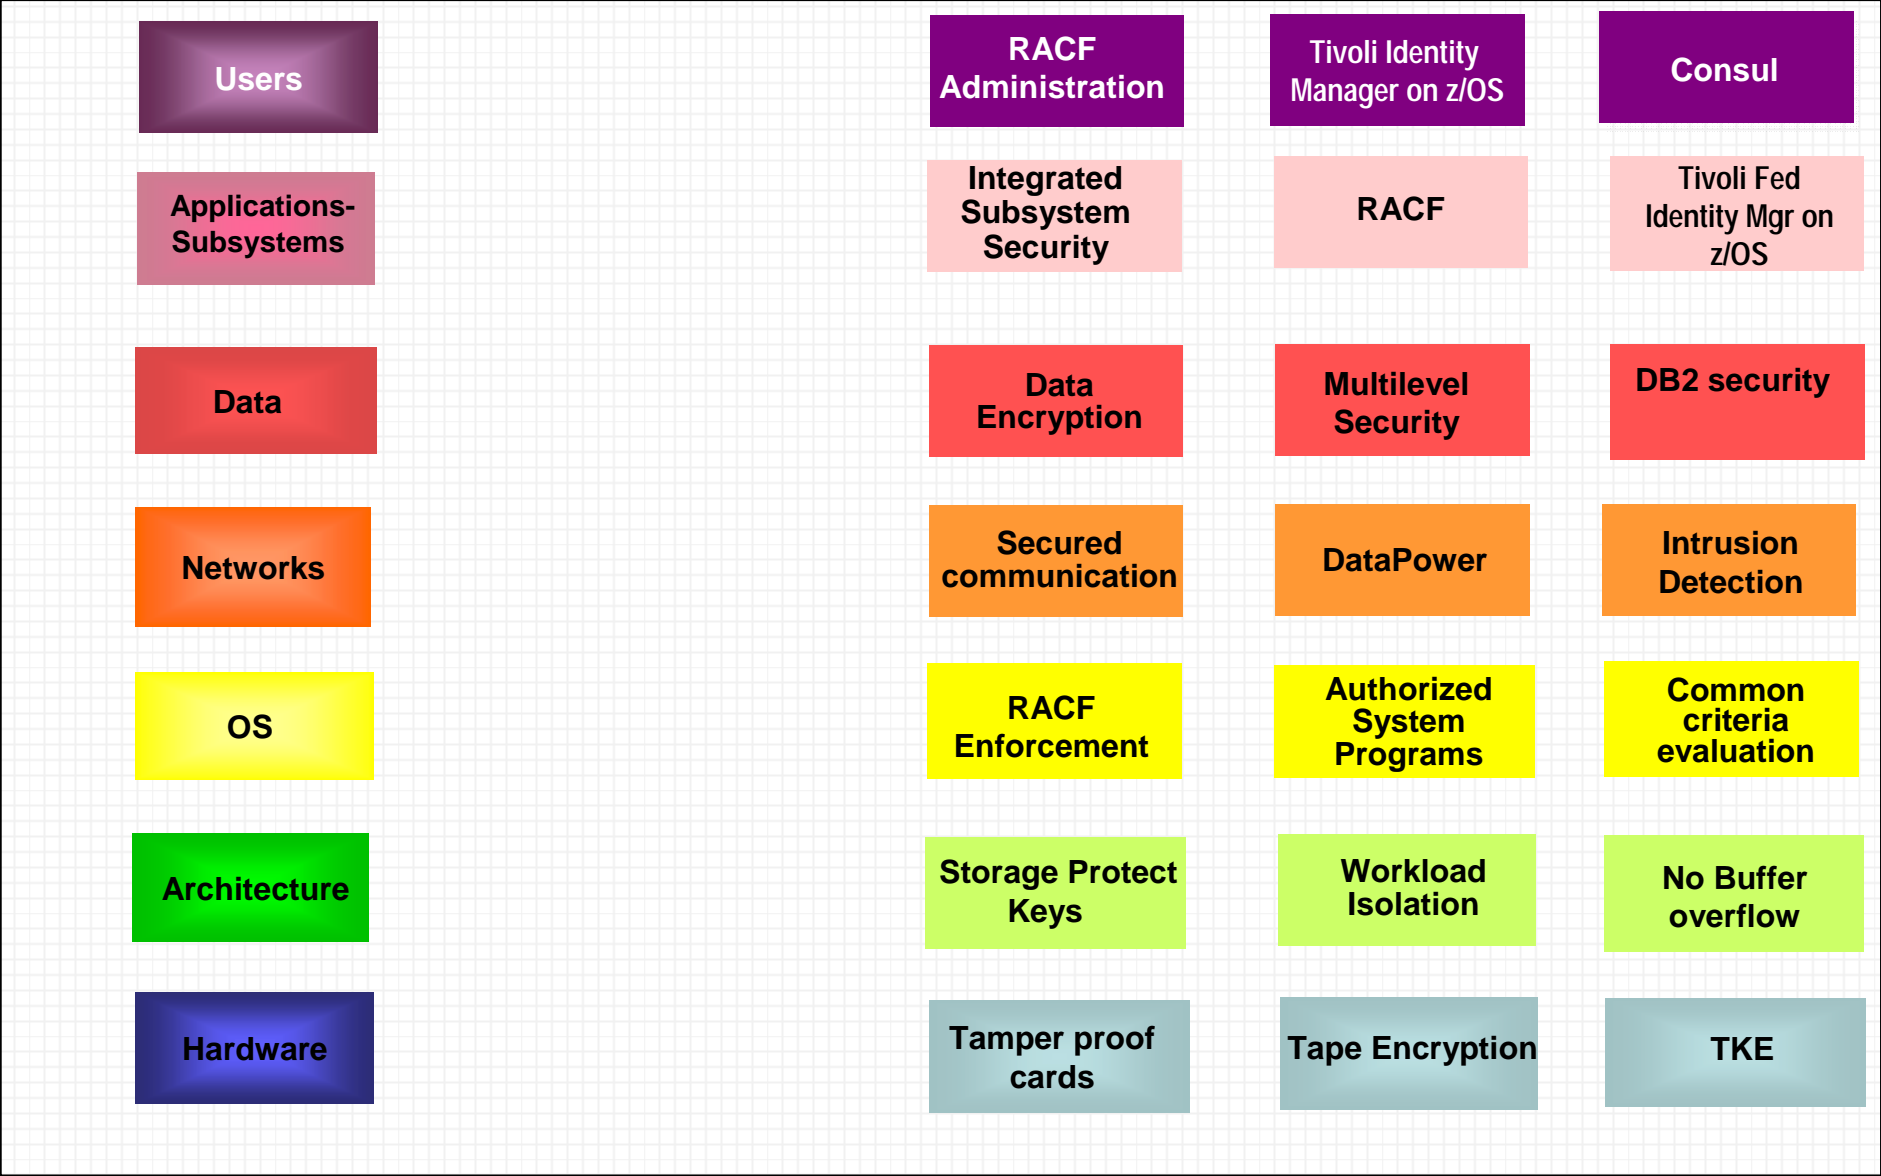 Users
RACF
Administration
Tivoli Identity
Manager on z/OS
Consul
Applications-
Subsystems
Integrated
Subsystem
Security
RACF
Tivoli Fed
Identity Mgr on
z/OS
Data
Data
Encryption
Multilevel
Security
DB2 security
Networks
Secured
communication
DataPower
Intrusion
Detection
OS
RACF
Enforcement
Authorized
System
Programs
Common
criteria
evaluation
Architecture
Storage Protect
Keys
Workload
Isolation
No Buffer
overflow
Hardware
Tamper proof
cards
Tape Encryption
TKE